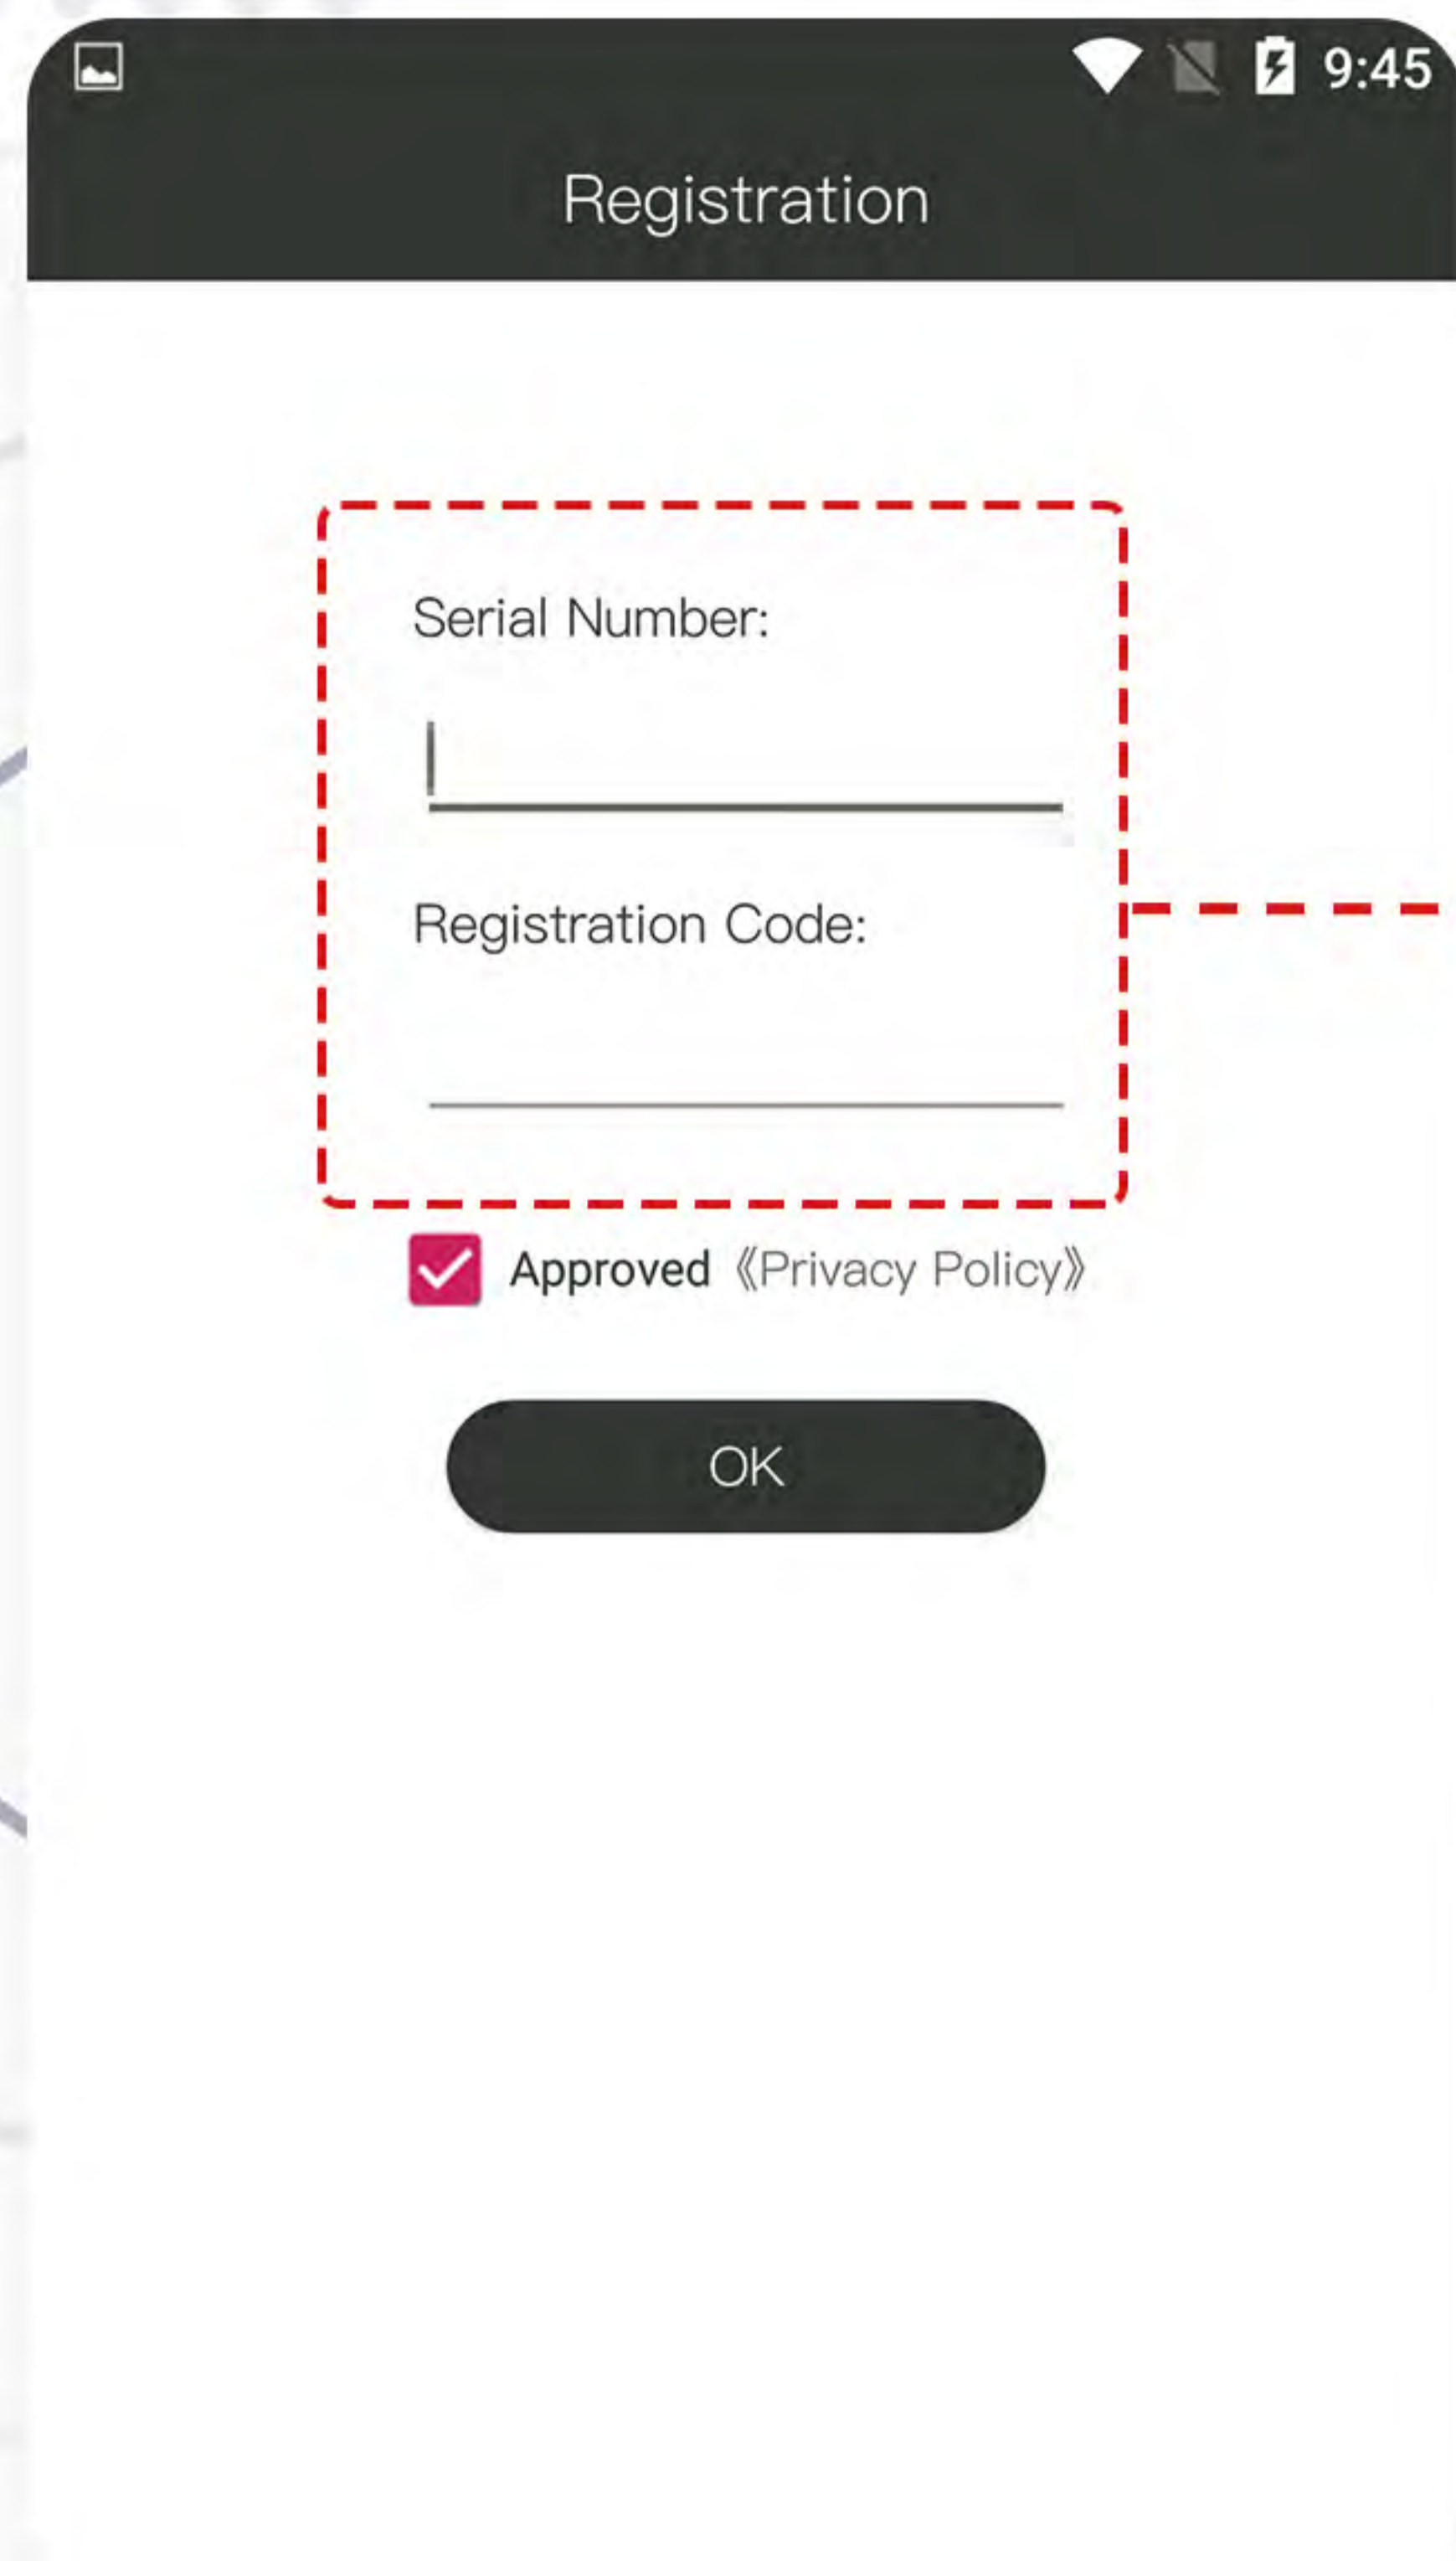 9:45
Registration
Serial Number:
Registration Code:
Approved《Privacy Policy》
OK